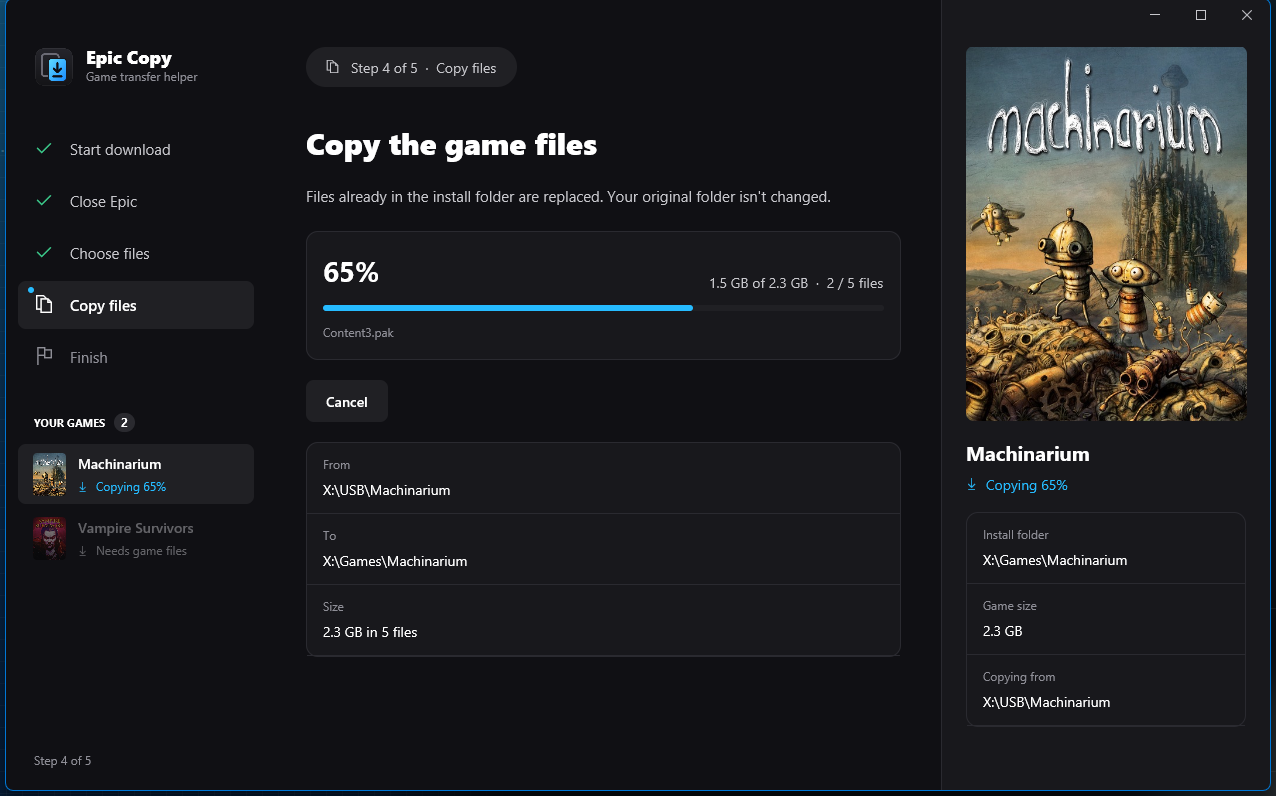 Epic Copy
Game transfer helper
Start download
Close Epic
Choose files
Copy files
Finish
YOUR GAMES 2
Machinarium
Copying 65%
Vampire Survivors
Needs game files
Step 4 of 5
Step 4 of 5 · Copy files
Copy the game files
Files already in the install folder are replaced. Your original folder isn't changed.
65%
1.5 GB of 2.3 GB · 2 / 5 files
Content3.pak
Cancel
From
X:\USB\Machinarium
To
X:\Games\Machinarium
Size
2.3 GB in 5 files
machinarium
Machinarium
Copying 65%
Install folder
X:\Games\Machinarium
Game size
2.3 GB
Copying from
X:\USB\Machinarium